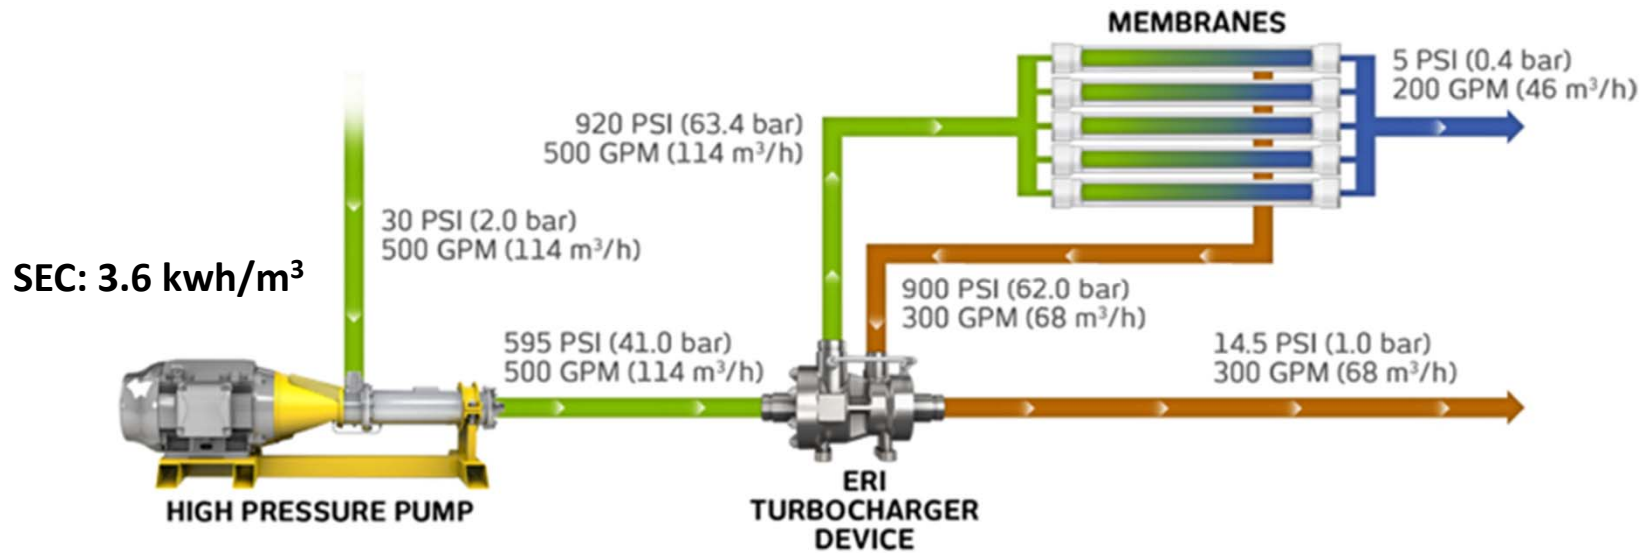 MEMBRANES
5 PSI (0.4 bar)
200 GPM (46 m³/h)
920 PSI (63.4 bar)
500 GPM (114 m³/h)
30 PSI (2.0 bar)
500 GPM (114 m³/h)
SEC: 3.6 kwh/m³
900 PSI (62.0 bar)
300 GPM (68 m³/h)
595 PSI (41.0 bar)
500 GPM (114 m³/h)
14.5 PSI (1.0 bar)
300 GPM (68 m³/h)
HIGH PRESSURE PUMP
ERI
TURBOCHARGER
DEVICE